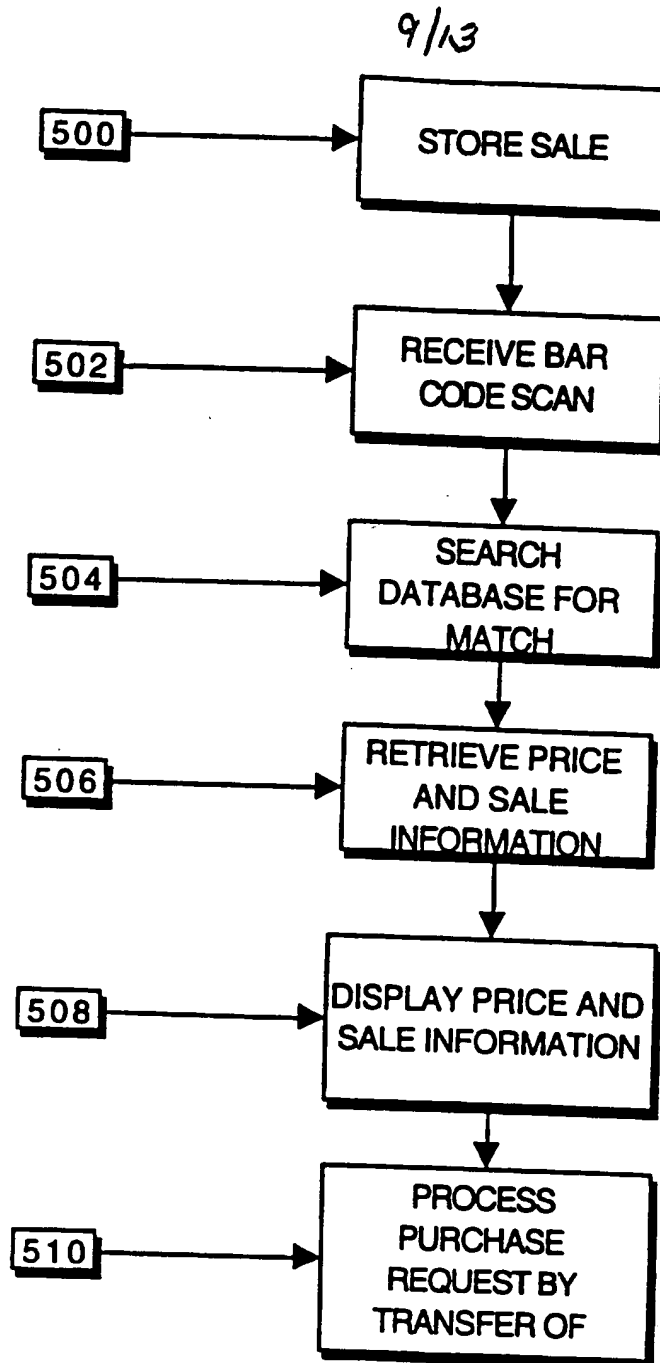 9/13
500
STORE SALE
502
RECEIVE BAR
CODE SCAN
504
SEARCH
DATABASE FOR
MATCH
506
RETRIEVE PRICE
AND SALE
INFORMATION
508
DISPLAY PRICE AND
SALE INFORMATION
510
PROCESS
PURCHASE
REQUEST BY
TRANSFER OF